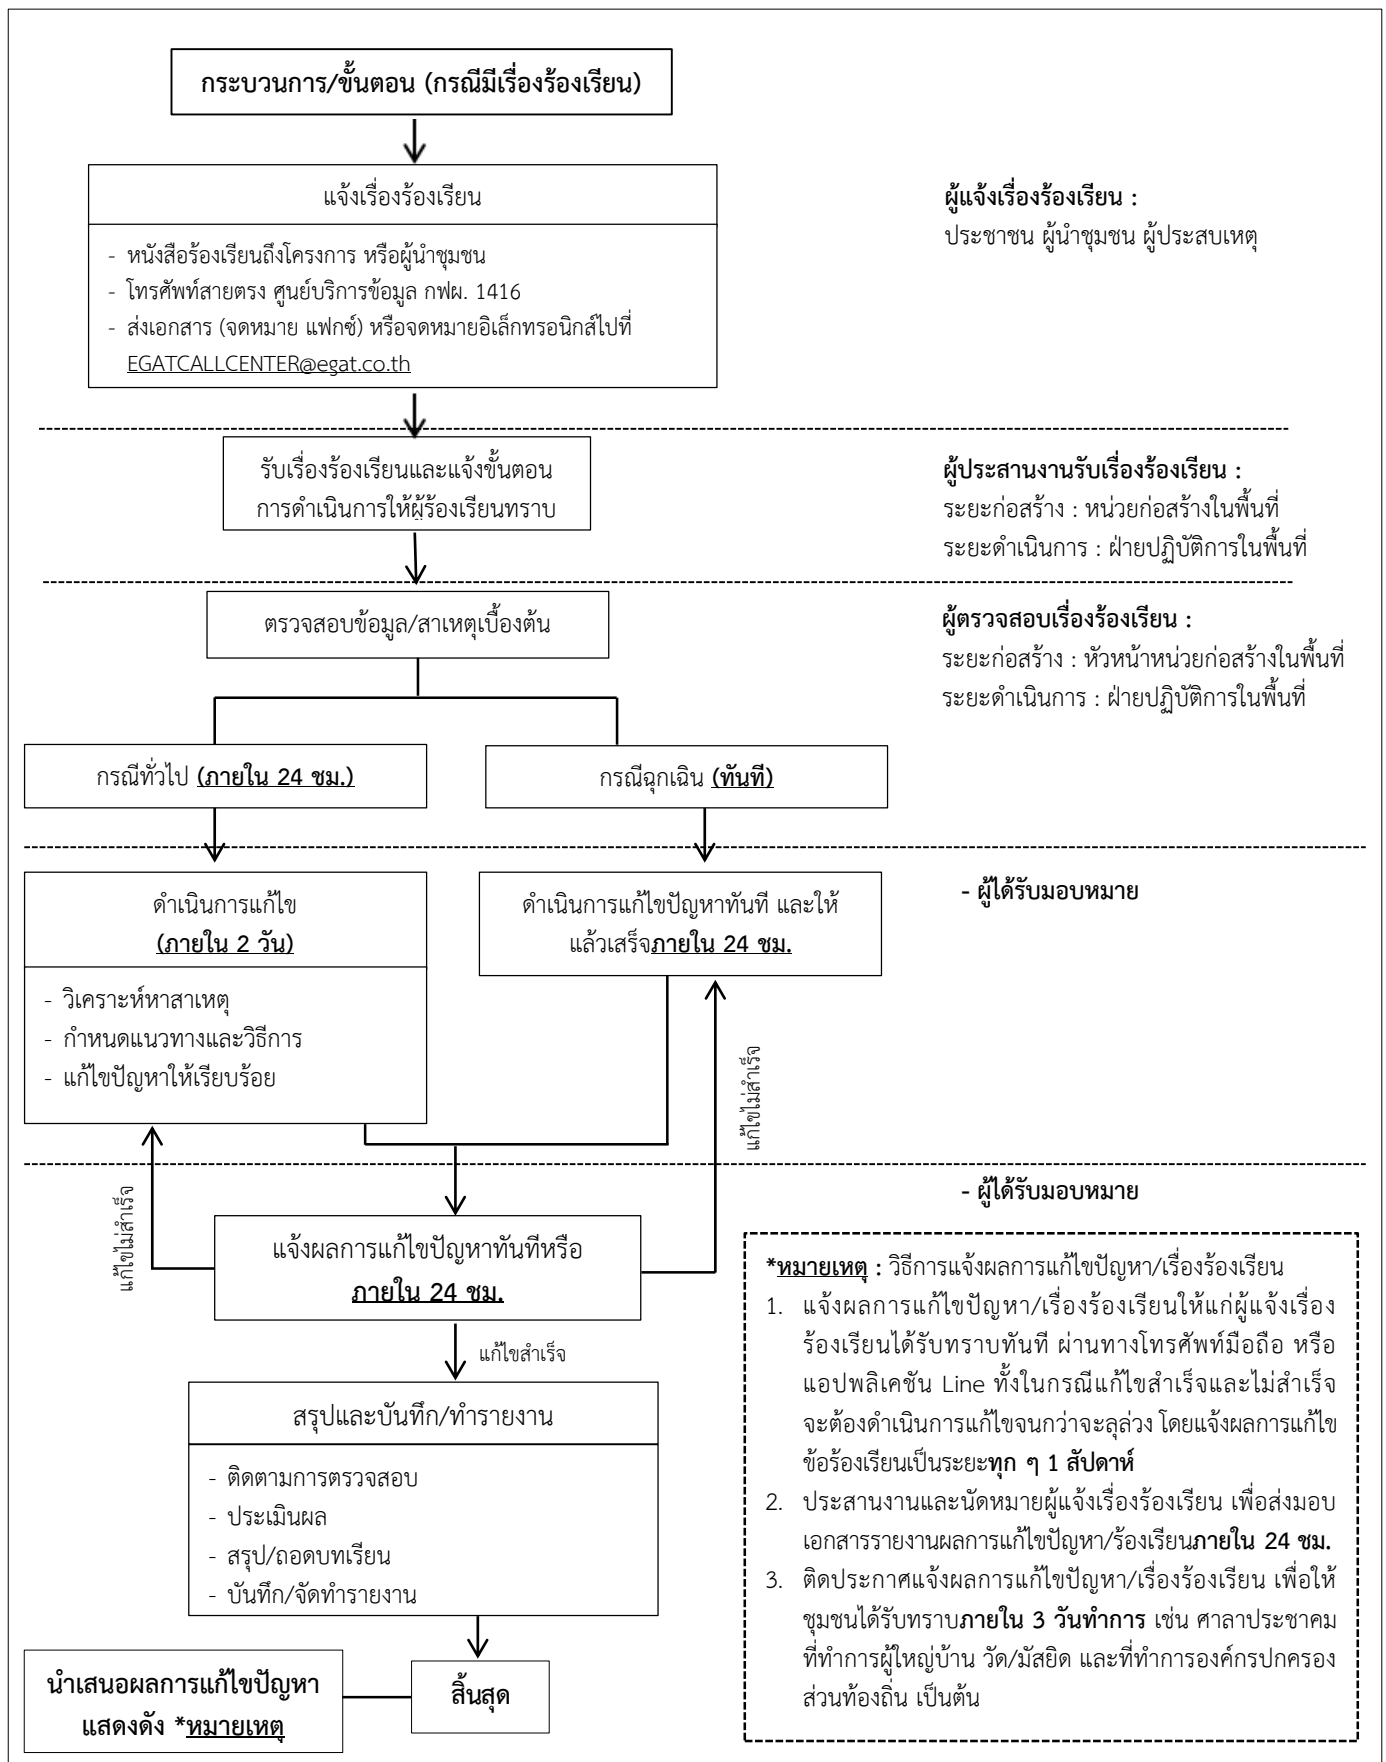 กระบวนการ/ขั้นตอน (กรณีมีเรื่องร้องเรียน)
แจ้งเรื่องร้องเรียน
- หนังสือร้องเรียนถึงโครงการ หรือผู้นำชุมชน
- โทรศัพท์สายตรง ศูนย์บริการข้อมูล กฟผ. 1416
- ส่งเอกสาร (จดหมาย แฟกซ์) หรือจดหมายอิเล็กทรอนิกส์ไปที่
EGATCALLCENTER@egat.co.th
ผู้แจ้งเรื่องร้องเรียน :
ประชาชน ผู้นำชุมชน ผู้ประสบเหตุ
รับเรื่องร้องเรียนและแจ้งขั้นตอน
การดำเนินการให้ผู้ร้องเรียนทราบ
ผู้ประสานงานรับเรื่องร้องเรียน :
ระยะก่อสร้าง : หน่วยก่อสร้างในพื้นที่
ระยะดำเนินการ : ฝ่ายปฏิบัติการในพื้นที่
ตรวจสอบข้อมูล/สาเหตุเบื้องต้น
ผู้ตรวจสอบเรื่องร้องเรียน :
ระยะก่อสร้าง : หัวหน้าหน่วยก่อสร้างในพื้นที่
ระยะดำเนินการ : ฝ่ายปฏิบัติการในพื้นที่
กรณีทั่วไป (ภายใน 24 ชม.)
กรณีฉุกเฉิน (ทันที)
ดำเนินการแก้ไข
(ภายใน 2 วัน)
- วิเคราะห์หาสาเหตุ
- กำหนดแนวทางและวิธีการ
- แก้ไขปัญหาให้เรียบร้อย
ดำเนินการแก้ไขปัญหาทันที และให้
แล้วเสร็จภายใน 24 ชม.
- ผู้ได้รับมอบหมาย
แก้ไขไม่สำเร็จ
แก้ไขไม่สำเร็จ
- ผู้ได้รับมอบหมาย
แจ้งผลการแก้ไขปัญหาทันทีหรือ
ภายใน 24 ชม.
แก้ไขสำเร็จ
สรุปและบันทึก/ทำรายงาน
- ติดตามการตรวจสอบ
- ประเมินผล
- สรุป/ถอดบทเรียน
- บันทึก/จัดทำรายงาน
นำเสนอผลการแก้ไขปัญหา
แสดงดัง *หมายเหตุ
สิ้นสุด
*หมายเหตุ : วิธีการแจ้งผลการแก้ไขปัญหา/เรื่องร้องเรียน
1. แจ้งผลการแก้ไขปัญหา/เรื่องร้องเรียนให้แก่ผู้แจ้งเรื่อง
ร้องเรียนได้รับทราบทันที ผ่านทางโทรศัพท์มือถือ หรือ
แอปพลิเคชัน Line ทั้งในกรณีแก้ไขสำเร็จและไม่สำเร็จ
จะต้องดำเนินการแก้ไขจนกว่าจะลุล่วง โดยแจ้งผลการแก้ไข
ข้อร้องเรียนเป็นระยะทุก ๆ 1 สัปดาห์
2. ประสานงานและนัดหมายผู้แจ้งเรื่องร้องเรียน เพื่อส่งมอบ
เอกสารรายงานผลการแก้ไขปัญหา/ร้องเรียนภายใน 24 ชม.
3. ติดประกาศแจ้งผลการแก้ไขปัญหา/เรื่องร้องเรียน เพื่อให้
ชุมชนได้รับทราบภายใน 3 วันทำการ เช่น ศาลาประชาคม
ที่ทำการผู้ใหญ่บ้าน วัด/มัสยิด และที่ทำการองค์กรปกครอง
ส่วนท้องถิ่น เป็นต้น